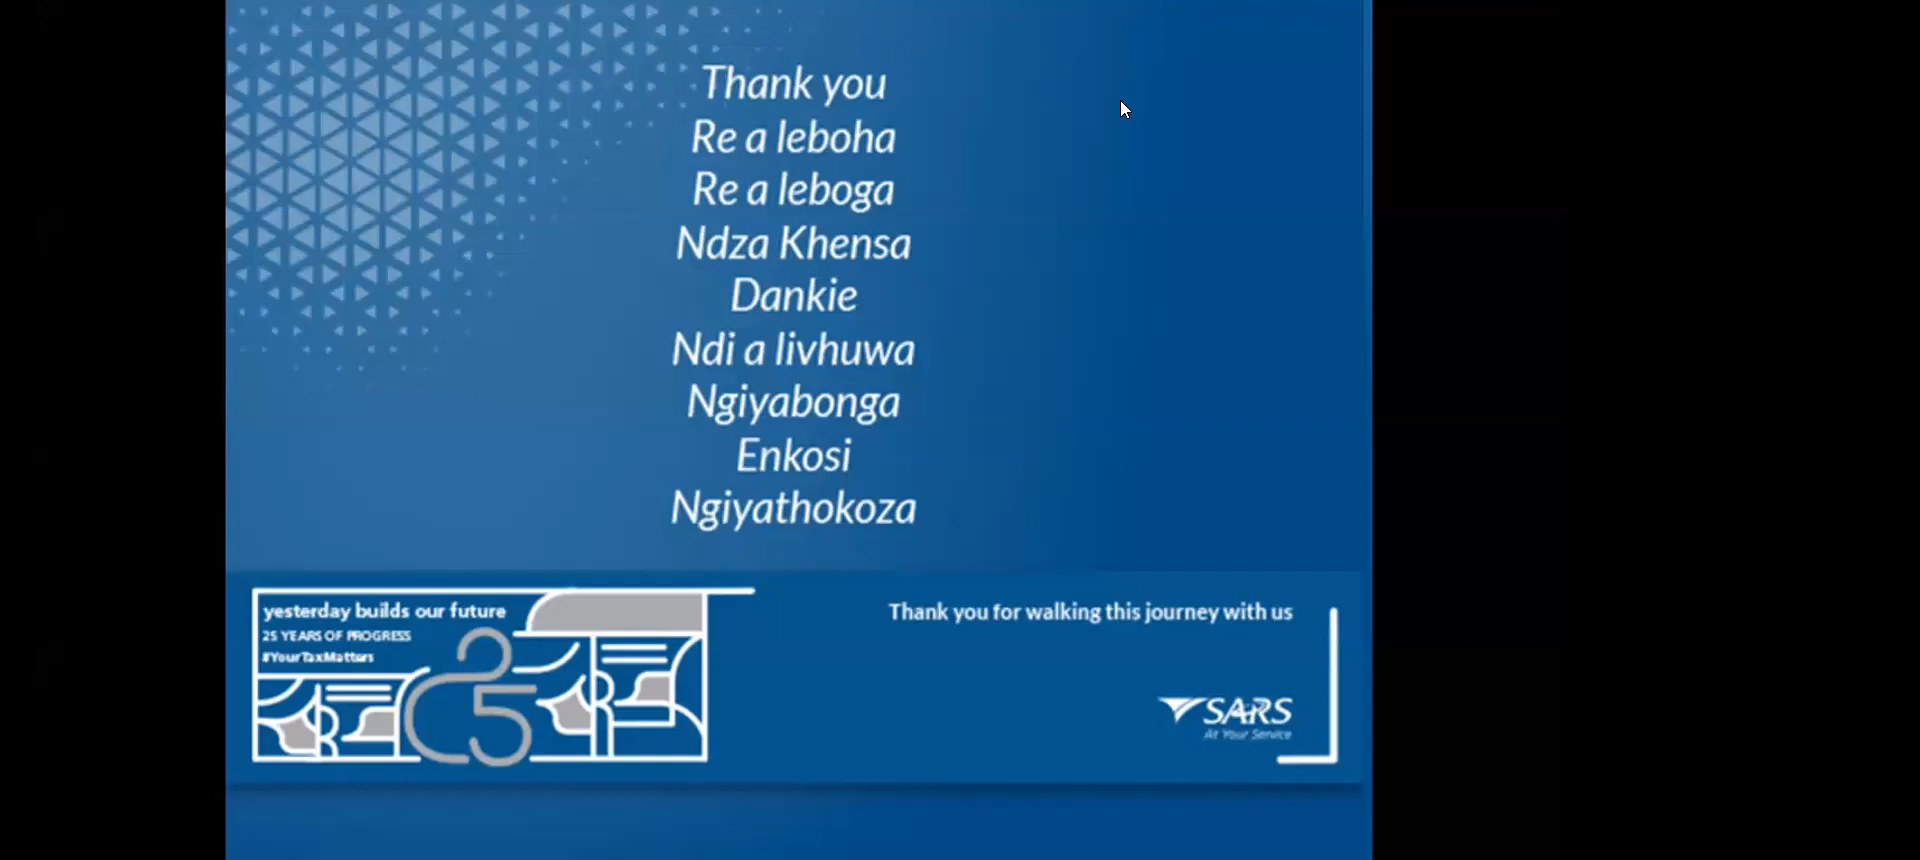 Thank you
Re a leboha
Re a leboga
Ndza Khensa
Dankie
Ndi a livhuwa
Ngiyabonga
Enkosi
Ngiyathokoza
yesterday builds our future
25 YEARS OF PROGRESS
#YourTaxMatters
25
Thank you for walking this journey with us
SARS
At Your Service